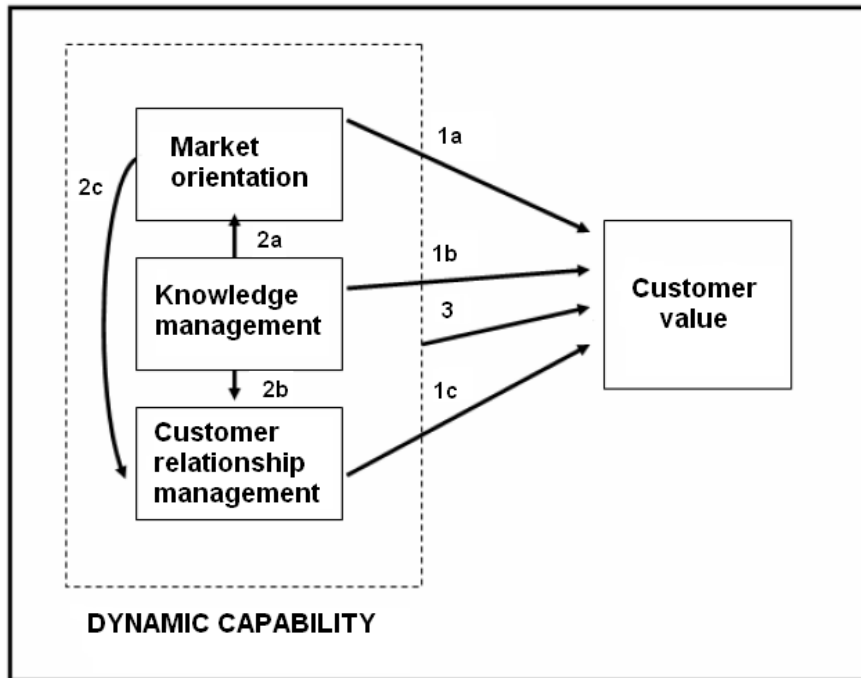 Market
orientation
1a
2c
2a
Knowledge
management
1b
3
Customer
value
2b
1c
Customer
relationship
management
DYNAMIC CAPABILITY